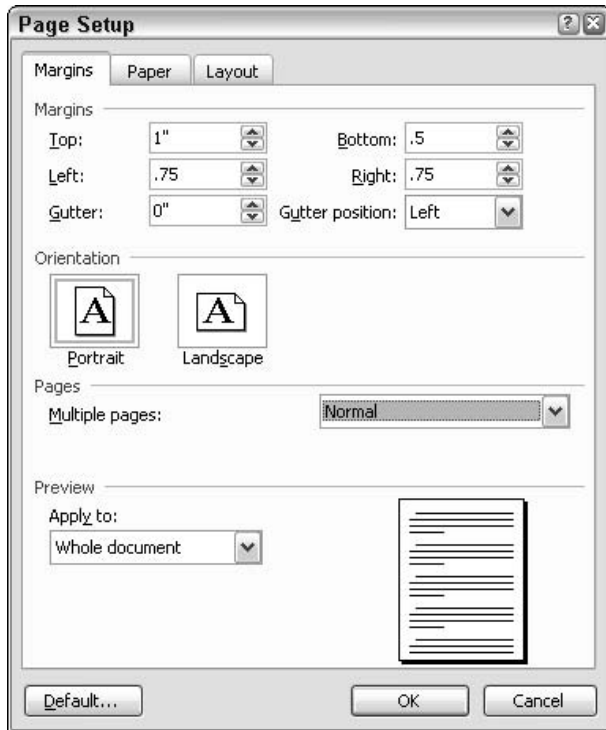 Page Setup
Margins Paper Layout
Margins
Top: 1" Bottom: .5
Left: .75 Right: .75
Gutter: 0" Gutter position: Left
Orientation
A A
Portrait Landscape
Pages
Multiple pages: Normal
Preview
Apply to:
Whole document
Default... OK Cancel